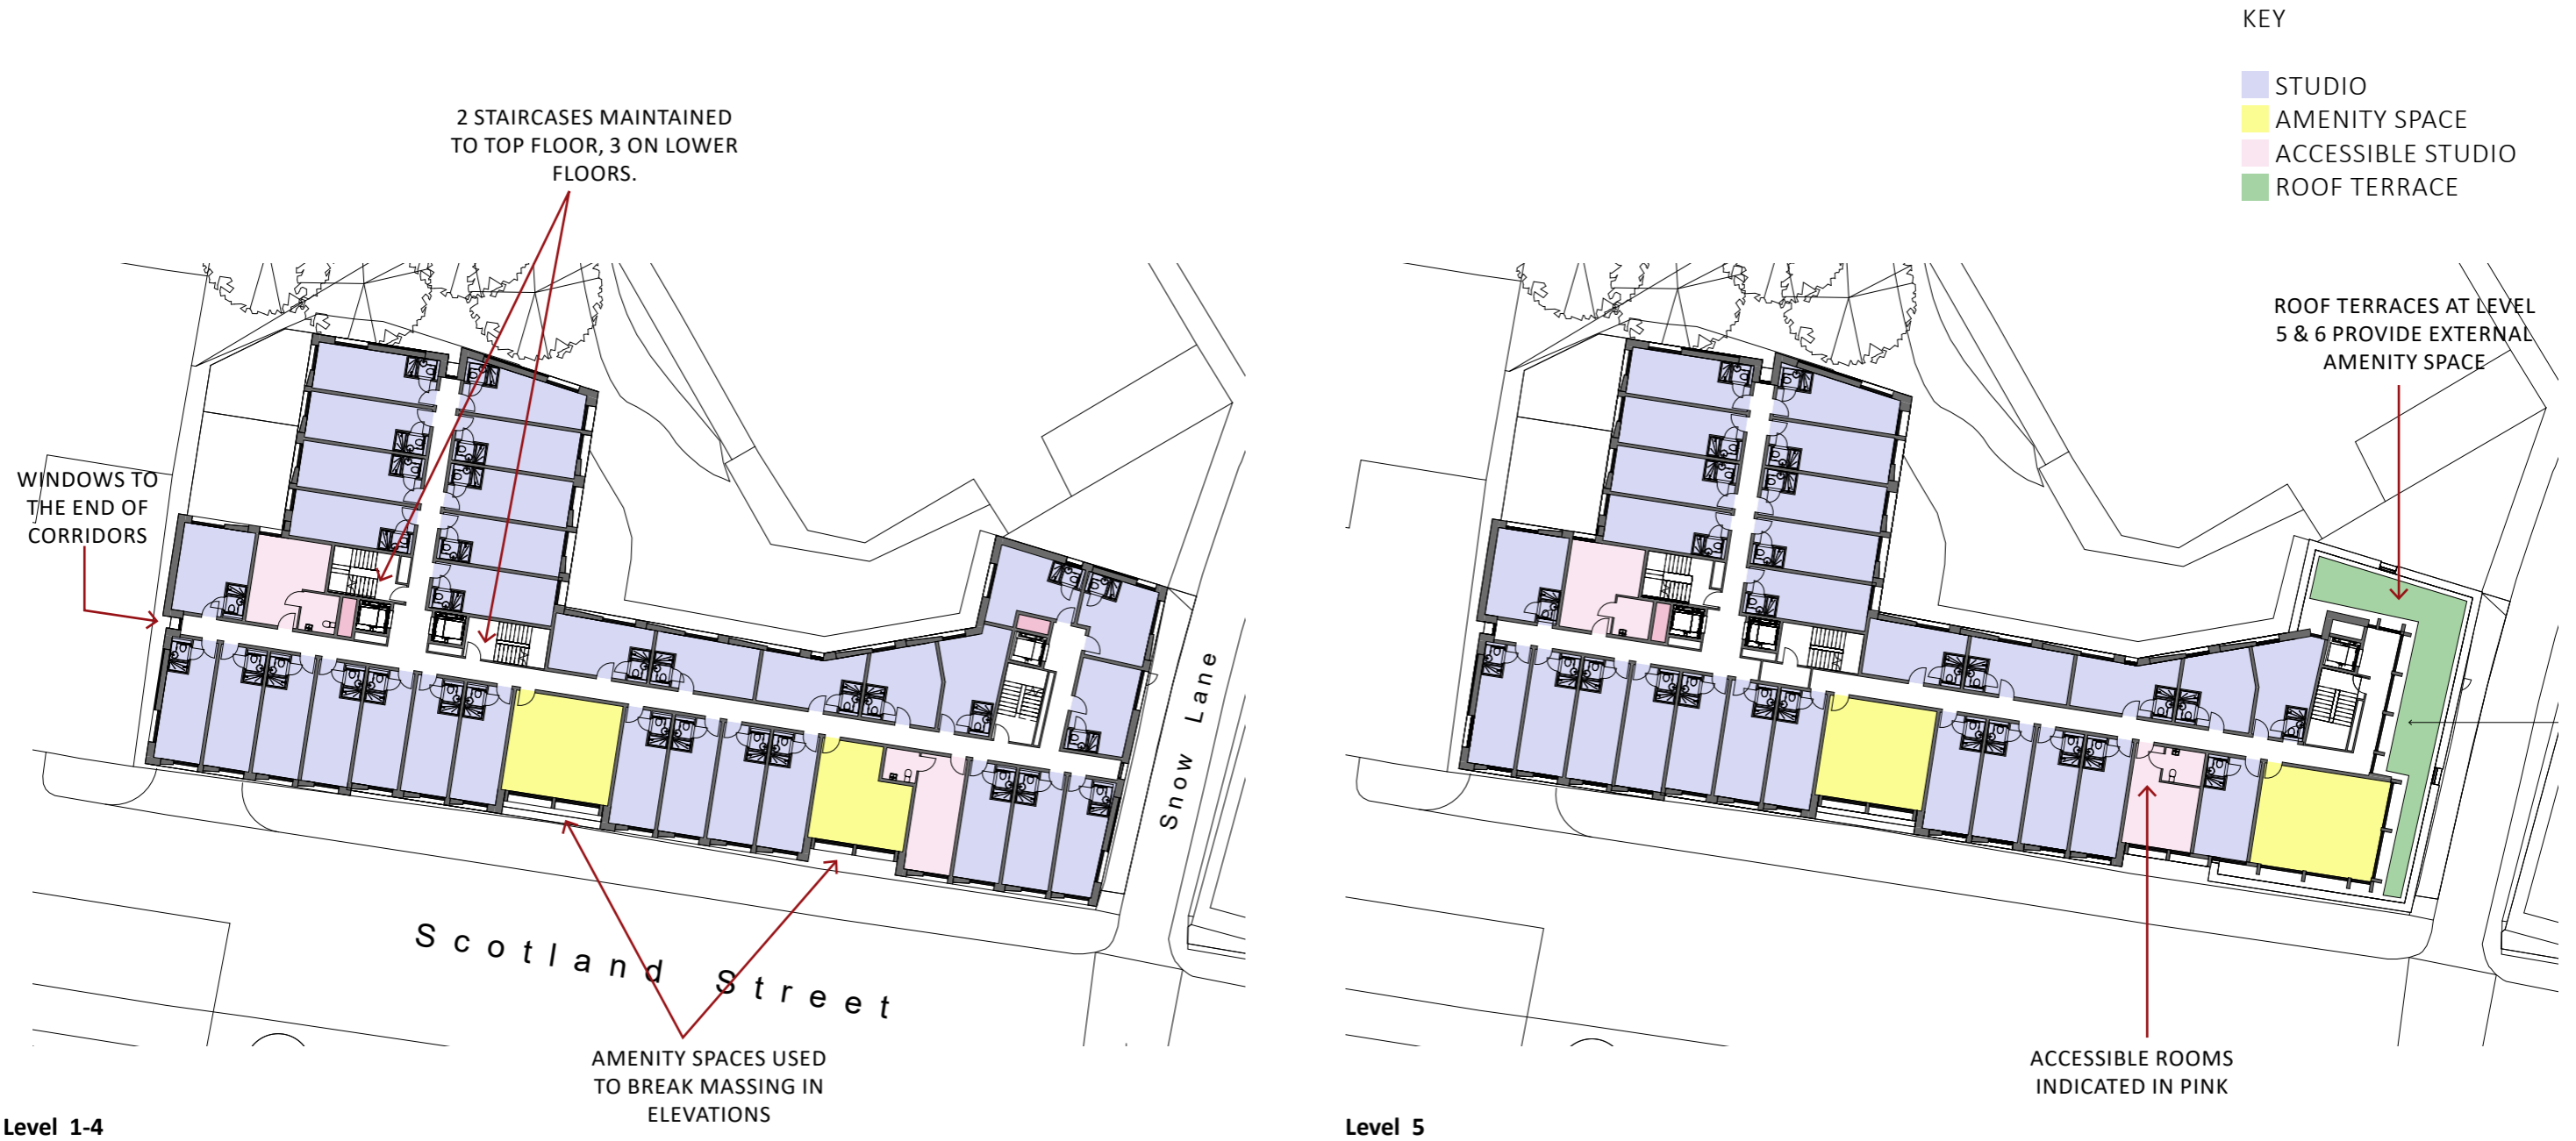 KEY
STUDIO
AMENITY SPACE
ACCESSIBLE STUDIO
ROOF TERRACE
2 STAIRCASES MAINTAINED
TO TOP FLOOR, 3 ON LOWER
FLOORS.
WINDOWS TO
THE END OF
CORRIDORS
Snow Lane
Scotland Street
AMENITY SPACES USED
TO BREAK MASSING IN
ELEVATIONS
Level 1-4
ROOF TERRACES AT LEVEL
5 & 6 PROVIDE EXTERNAL
AMENITY SPACE
ACCESSIBLE ROOMS
INDICATED IN PINK
Level 5